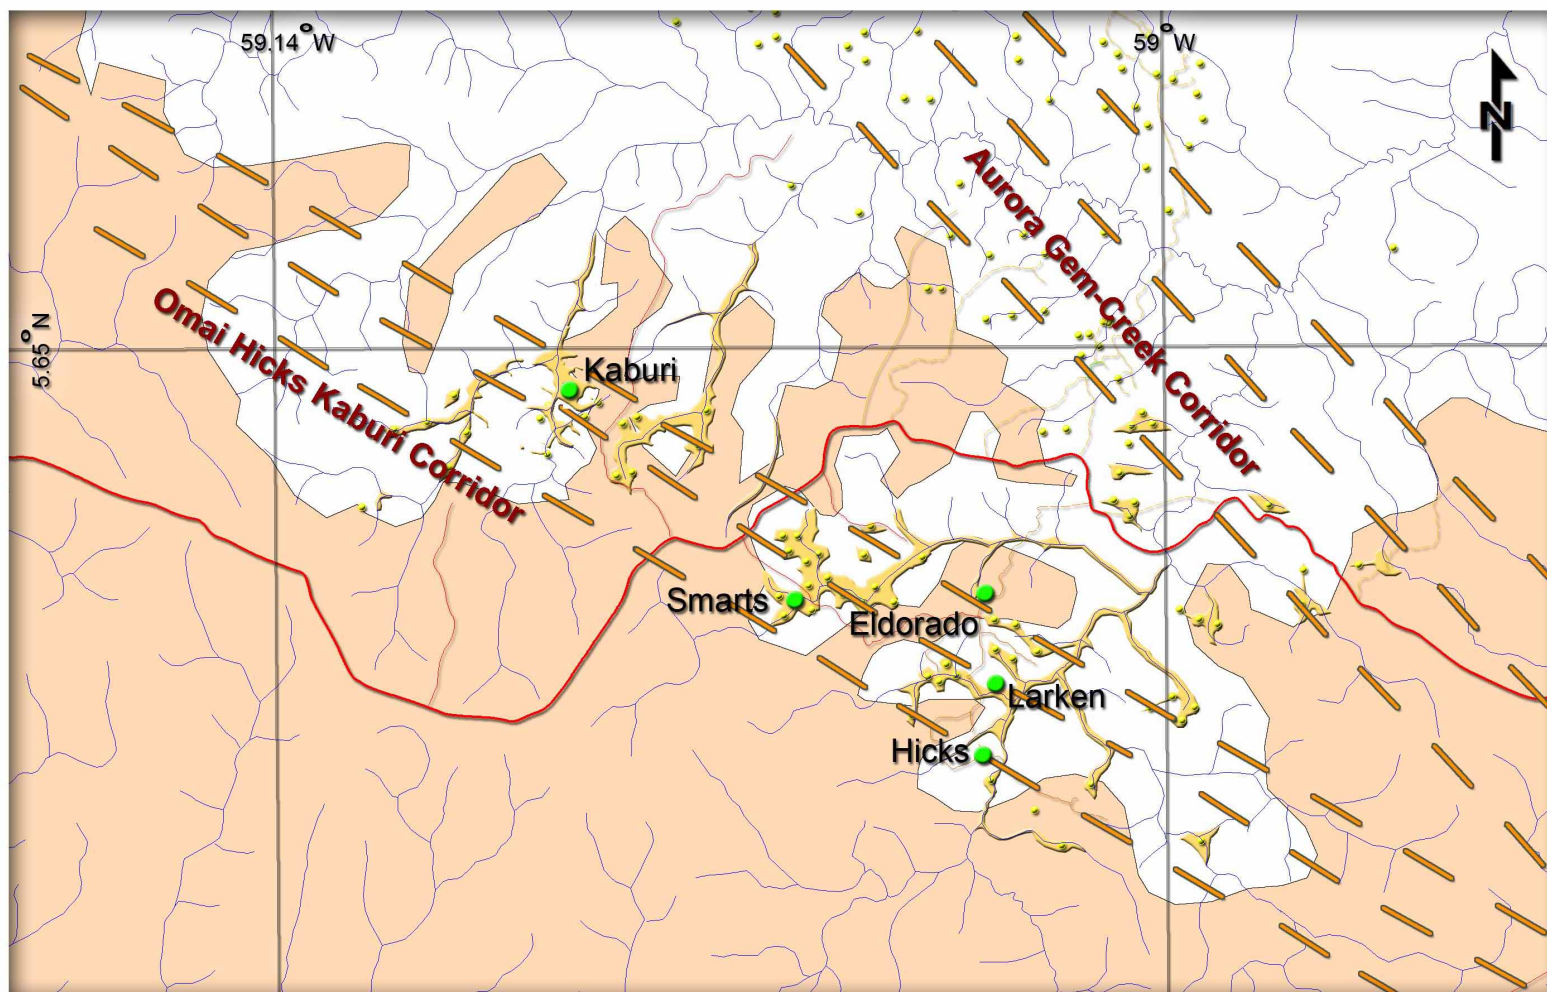 59.14°W
59°W
N
Aurora Gem-Creek Corridor
Omai Hicks Kaburi Corridor
5.65°N
Kaburi
Smarts
Eldorado
Larken
Hicks